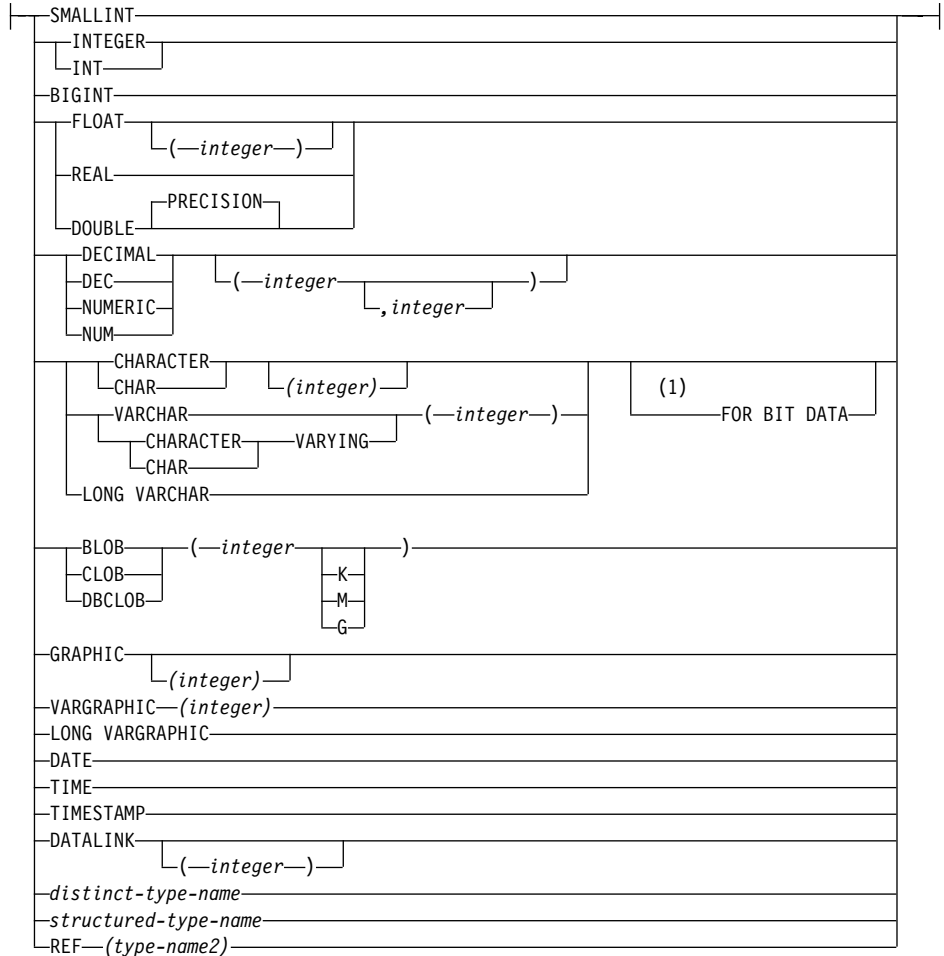 SMALLINT
INTEGER
INT
BIGINT
FLOAT
( integer )
REAL
PRECISION
DOUBLE
DECIMAL
DEC ( integer )
NUMERIC ,integer
NUM
CHARACTER
CHAR (integer) (1)
VARCHAR ( integer ) FOR BIT DATA
CHARACTER VARYING
CHAR
LONG VARCHAR
BLOB ( integer )
CLOB K
DBCLOB M
G
GRAPHIC
(integer)
VARGRAPHIC (integer)
LONG VARGRAPHIC
DATE
TIME
TIMESTAMP
DATALINK
( integer )
distinct-type-name
structured-type-name
REF (type-name2)